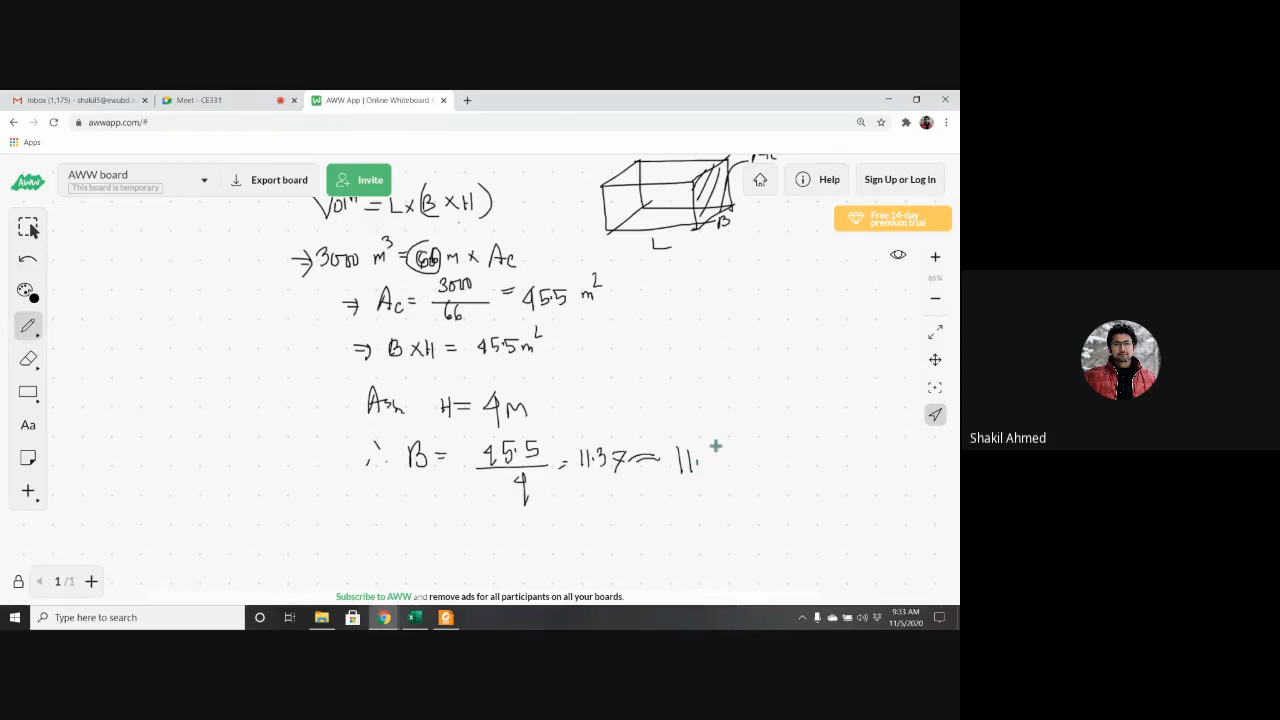 Inbox (1,175) - shakil5@ewubd.e
Meet - CE331
AWW App | Online Whiteboard f
awwapp.com/#
Apps
AWW board
This board is temporary
Export board
Invite
Help
Sign Up or Log In
Free 14-day
premium trial
= L × (B × H)
B
L
⇒ 3000 m³ = 66 m × Ac
⇒ Ac = 3000/66 = 45.5 m²
⇒ B × H = 45.5 m²
H = 4 m
∴ B = 45.5/4 = 11.37 ≈ 11.
85%
Aa
Shakil Ahmed
1 /1
Subscribe to AWW and remove ads for all participants on all your boards.
Type here to search
9:33 AM
11/5/2020